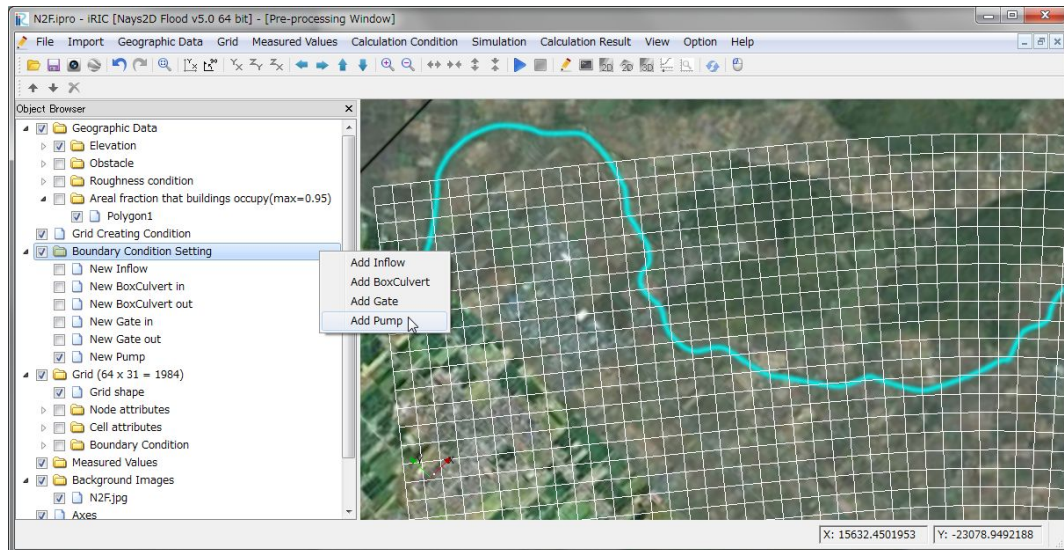 N2F.ipro - iRIC [Nays2D Flood v5.0 64 bit] - [Pre-processing Window]
File Import Geographic Data Grid Measured Values Calculation Condition Simulation Calculation Result View Option Help
Object Browser
Geographic Data
Elevation
Obstacle
Roughness condition
Areal fraction that buildings occupy(max=0.95)
Polygon1
Grid Creating Condition
Boundary Condition Setting
New Inflow
New BoxCulvert in
New BoxCulvert out
New Gate in
New Gate out
New Pump
Grid (64 x 31 = 1984)
Grid shape
Node attributes
Cell attributes
Boundary Condition
Measured Values
Background Images
N2F.jpg
Axes
Add Inflow
Add BoxCulvert
Add Gate
Add Pump
X: 15632.4501953 Y: -23078.9492188